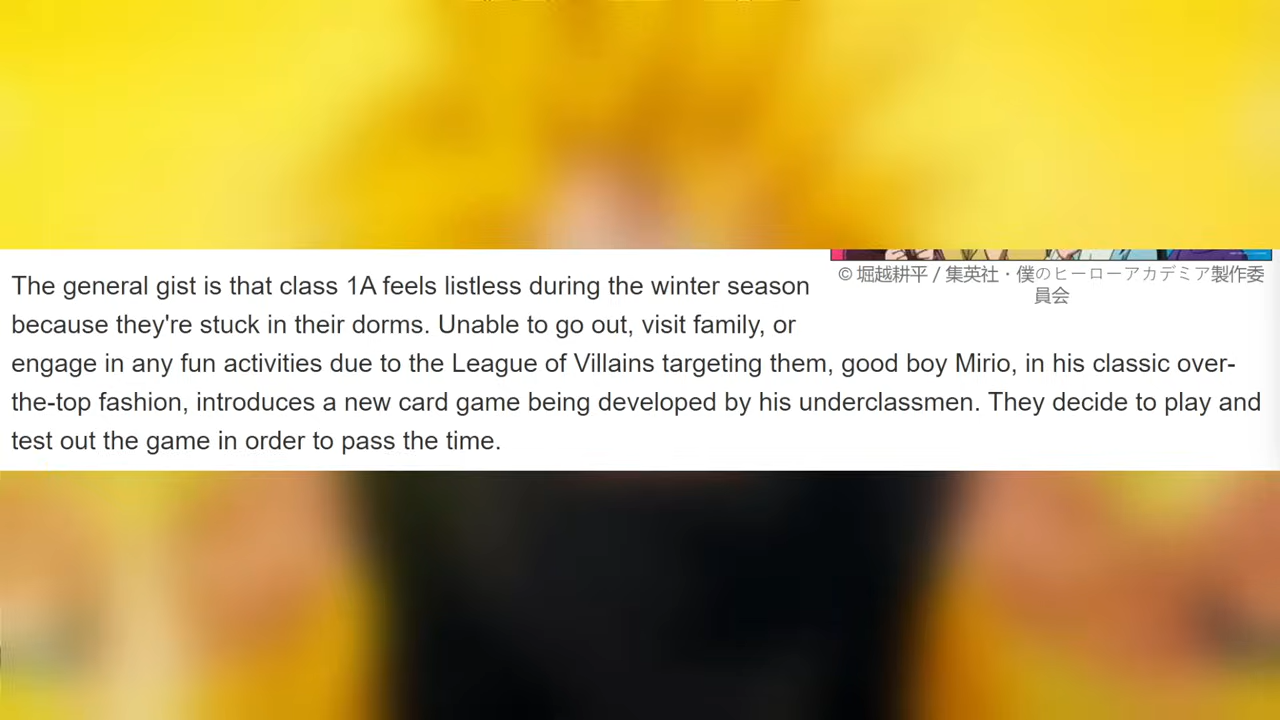 The general gist is that class 1A feels listless during the winter season
because they're stuck in their dorms. Unable to go out, visit family, or
engage in any fun activities due to the League of Villains targeting them, good boy Mirio, in his classic over-
the-top fashion, introduces a new card game being developed by his underclassmen. They decide to play and
test out the game in order to pass the time.
© 堀越耕平 / 集英社・僕のヒーローアカデミア製作委
員会